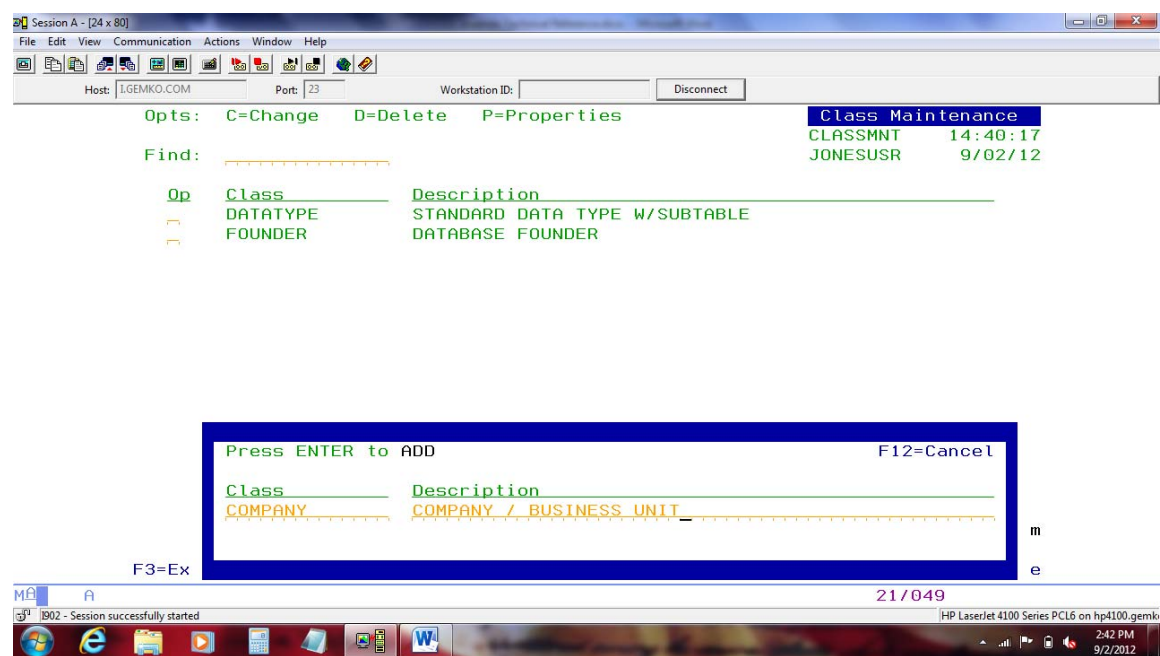 Session A - [24 x 80]
File Edit View Communication Actions Window Help
Host: I.GEMKO.COM Port: 23 Workstation ID: Disconnect
Opts: C=Change D=Delete P=Properties Class Maintenance
CLASSMNT 14:40:17
Find: JONESUSR 9/02/12
Op Class Description
DATATYPE STANDARD DATA TYPE W/SUBTABLE
FOUNDER DATABASE FOUNDER
Press ENTER to ADD F12=Cancel
Class Description
COMPANY COMPANY / BUSINESS UNIT
m
F3=Ex e
MA A 21/049
I902 - Session successfully started HP LaserJet 4100 Series PCL6 on hp4100.gemk
2:42 PM
9/2/2012